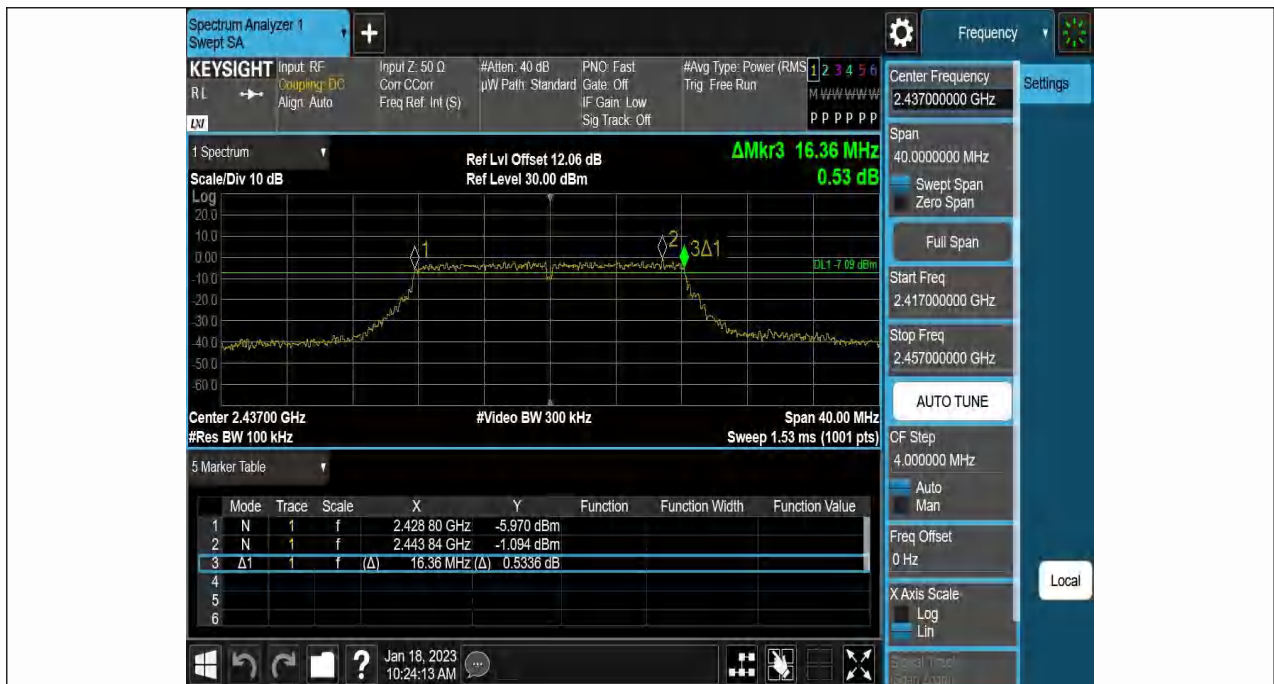 Spectrum Analyzer 1
Swept SA
+
Frequency
KEYSIGHT
RL
LXI
Input: RF
Coupling: DC
Align: Auto
Input Z: 50 Ω
Corr CCorr
Freq Ref: Int (S)
#Atten: 40 dB
µW Path: Standard
PNO: Fast
Gate: Off
IF Gain: Low
Sig Track: Off
#Avg Type: Power (RMS
Trig: Free Run
1 2 3 4 5 6
M W W W W W
P P P P P P
1 Spectrum
Scale/Div 10 dB
Log
Ref Lvl Offset 12.06 dB
Ref Level 30.00 dBm
ΔMkr3 16.36 MHz
0.53 dB
20.0
10.0
0.00
-10.0
-20.0
-30.0
-40.0
-50.0
-60.0
1
2
3Δ1
DL1 -7.09 dBm
Center 2.43700 GHz
#Video BW 300 kHz
Span 40.00 MHz
#Res BW 100 kHz
Sweep 1.53 ms (1001 pts)
5 Marker Table
Mode Trace Scale X Y Function Function Width Function Value
1 N 1 f 2.428 80 GHz -5.970 dBm
2 N 1 f 2.443 84 GHz -1.094 dBm
3 Δ1 1 f (Δ) 16.36 MHz (Δ) 0.5336 dB
4
5
6
?
Jan 18, 2023
10:24:13 AM
Center Frequency
2.437000000 GHz
Span
40.0000000 MHz
Swept Span
Zero Span
Full Span
Start Freq
2.417000000 GHz
Stop Freq
2.457000000 GHz
AUTO TUNE
CF Step
4.000000 MHz
Auto
Man
Freq Offset
0 Hz
X Axis Scale
Log
Lin
Signal Track
(Span Zoom)
Settings
Local